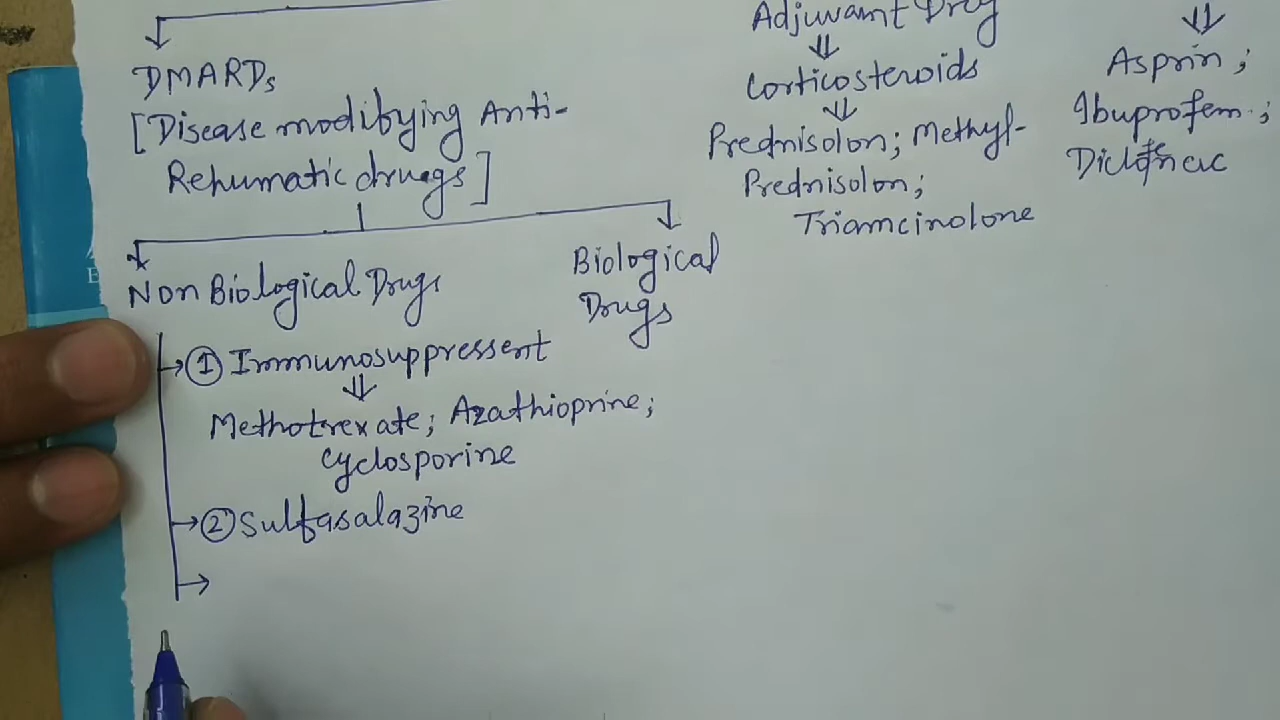 DMARDs
[Disease modifying Anti-
Rehumatic drugs]
Non Biological Drugs
① Immunosuppressent
Methotrexate; Azathioprine;
Cyclosporine
② Sulfasalazine
Biological
Drugs
Adjuvant Drug
Corticosteroids
Prednisolon; Methyl-
Prednisolon;
Triamcinolone
Asprin;
Ibuprofen;
Diclofenac